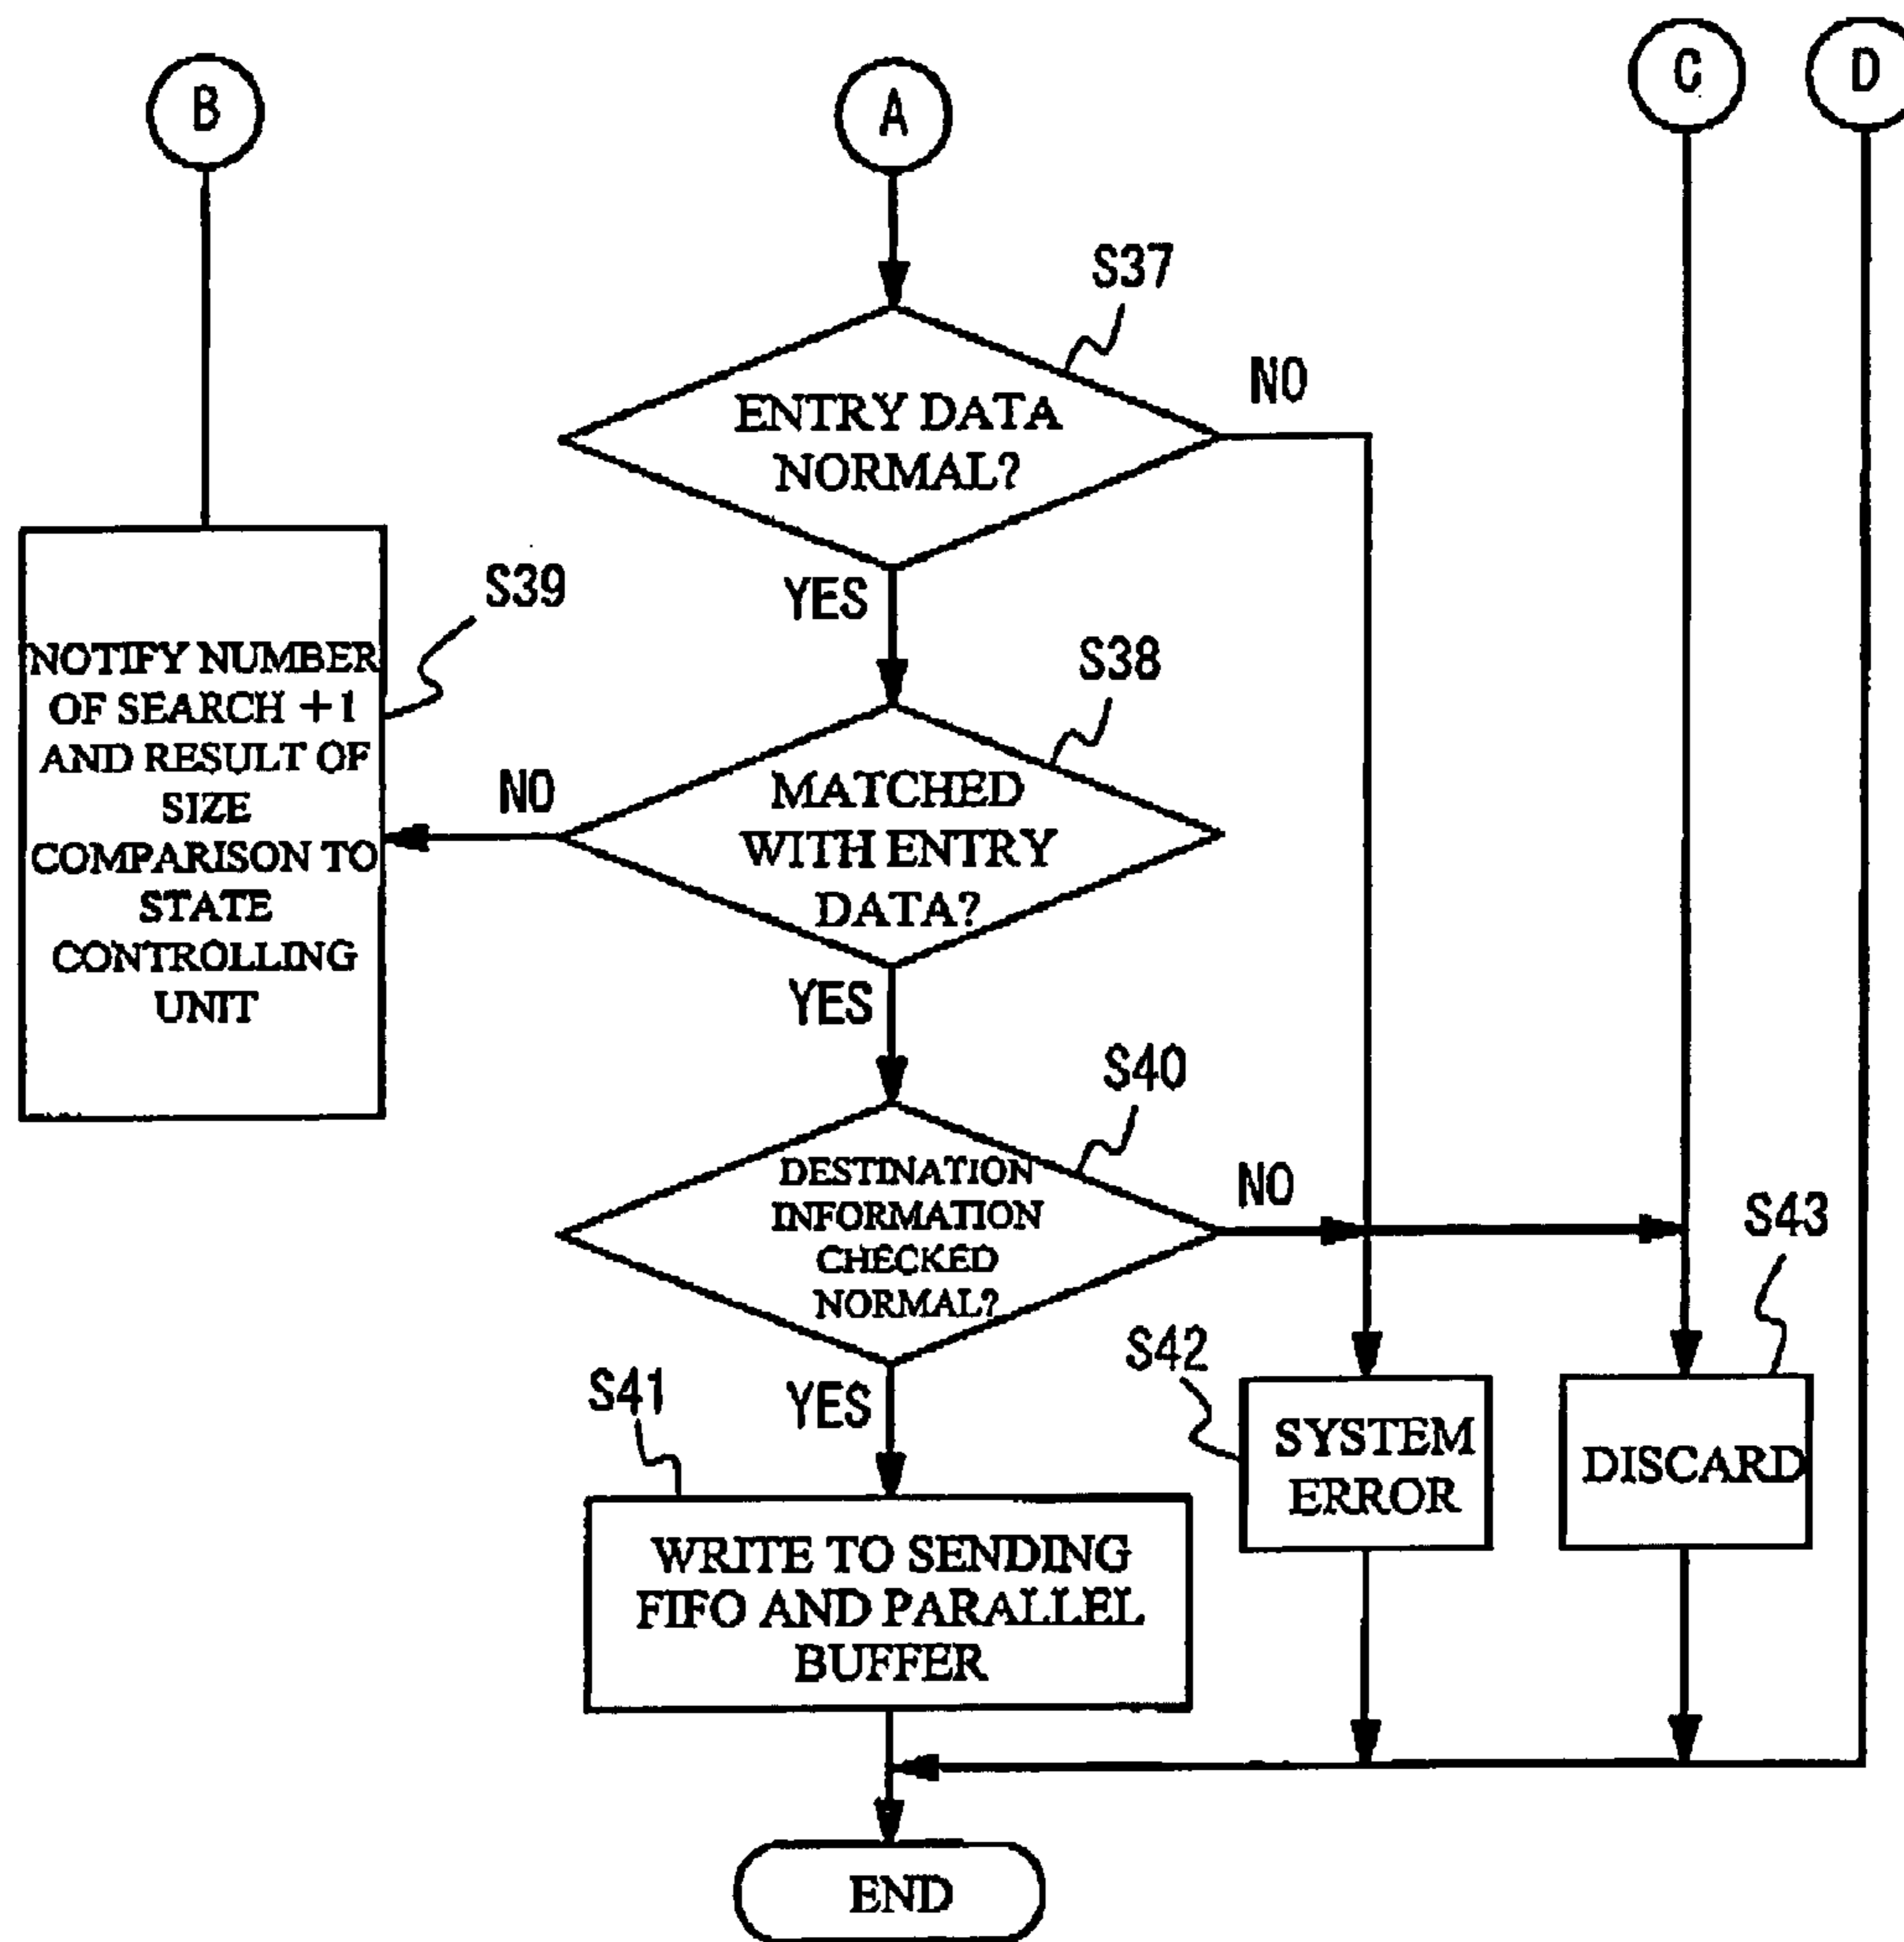 B
A
C
D
S37
ENTRY DATA
NORMAL?
NO
YES
S39
NOTIFY NUMBER
OF SEARCH +1
AND RESULT OF
SIZE
COMPARISON TO
STATE
CONTROLLING
UNIT
S38
NO
MATCHED
WITH ENTRY
DATA?
YES
S40
DESTINATION
INFORMATION
CHECKED
NORMAL?
NO
S43
S42
S41
YES
SYSTEM
ERROR
DISCARD
WRITE TO SENDING
FIFO AND PARALLEL
BUFFER
END